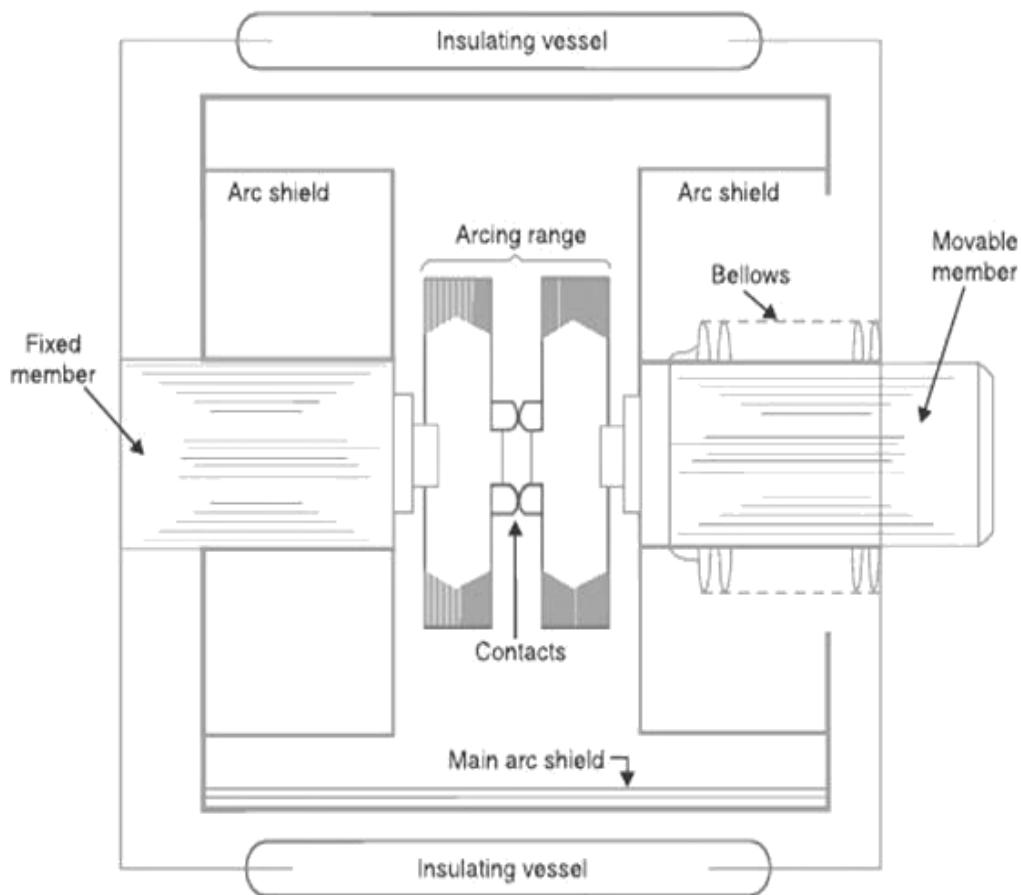 Insulating vessel
Arc shield
Arc shield
Arcing range
Movable
member
Bellows
Fixed
member
Contacts
Main arc shield
Insulating vessel